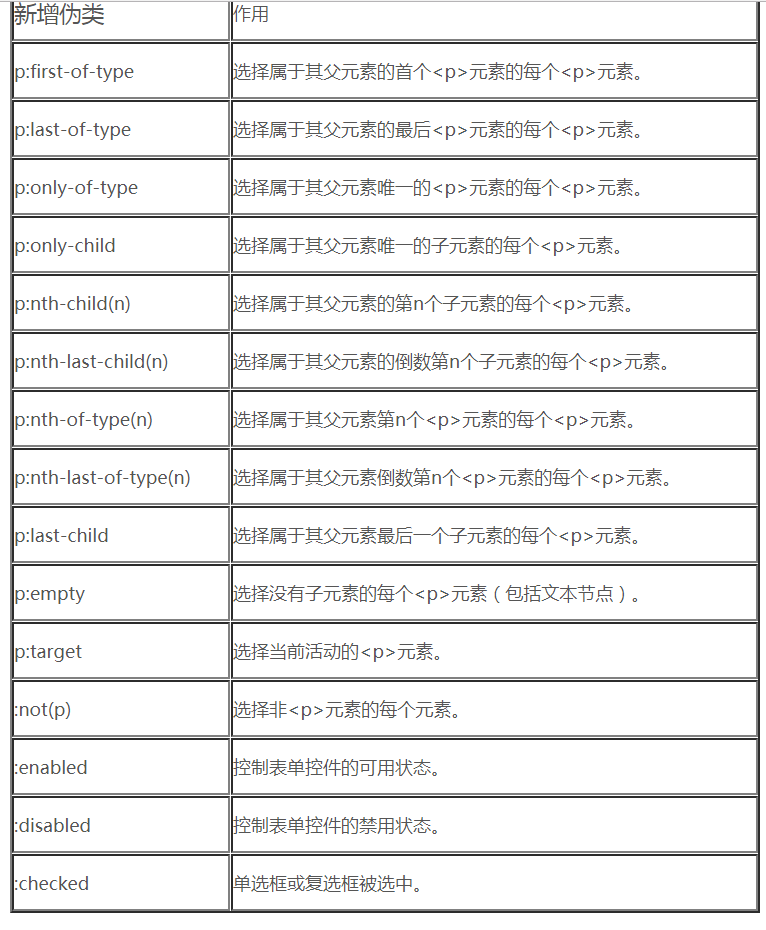 新增伪类 作用
p:first-of-type 选择属于其父元素的首个<p>元素的每个<p>元素。
p:last-of-type 选择属于其父元素的最后<p>元素的每个<p>元素。
p:only-of-type 选择属于其父元素唯一的<p>元素的每个<p>元素。
p:only-child 选择属于其父元素唯一的子元素的每个<p>元素。
p:nth-child(n) 选择属于其父元素的第n个子元素的每个<p>元素。
p:nth-last-child(n) 选择属于其父元素的倒数第n个子元素的每个<p>元素。
p:nth-of-type(n) 选择属于其父元素第n个<p>元素的每个<p>元素。
p:nth-last-of-type(n) 选择属于其父元素倒数第n个<p>元素的每个<p>元素。
p:last-child 选择属于其父元素最后一个子元素的每个<p>元素。
p:empty 选择没有子元素的每个<p>元素（包括文本节点）。
p:target 选择当前活动的<p>元素。
:not(p) 选择非<p>元素的每个元素。
:enabled 控制表单控件的可用状态。
:disabled 控制表单控件的禁用状态。
:checked 单选框或复选框被选中。